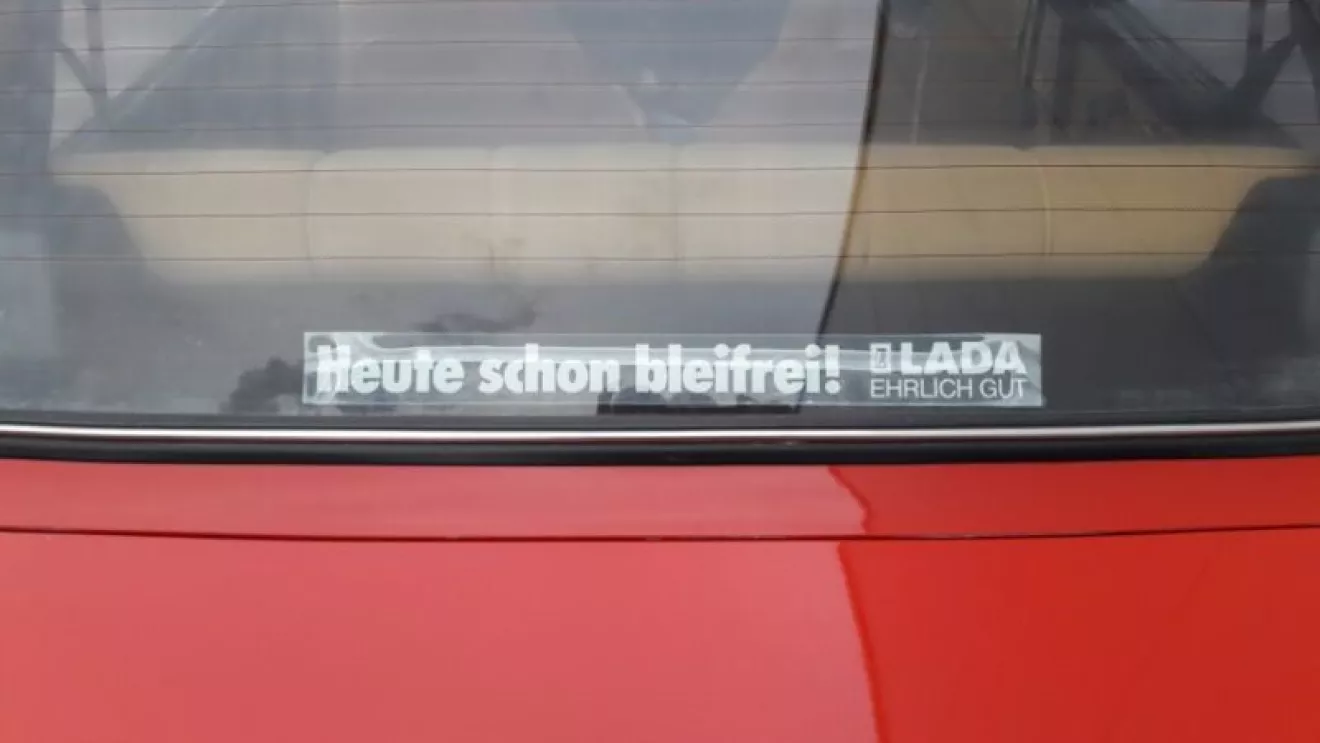 Heute schon bleifrei! LADA
EHRLICH GUT